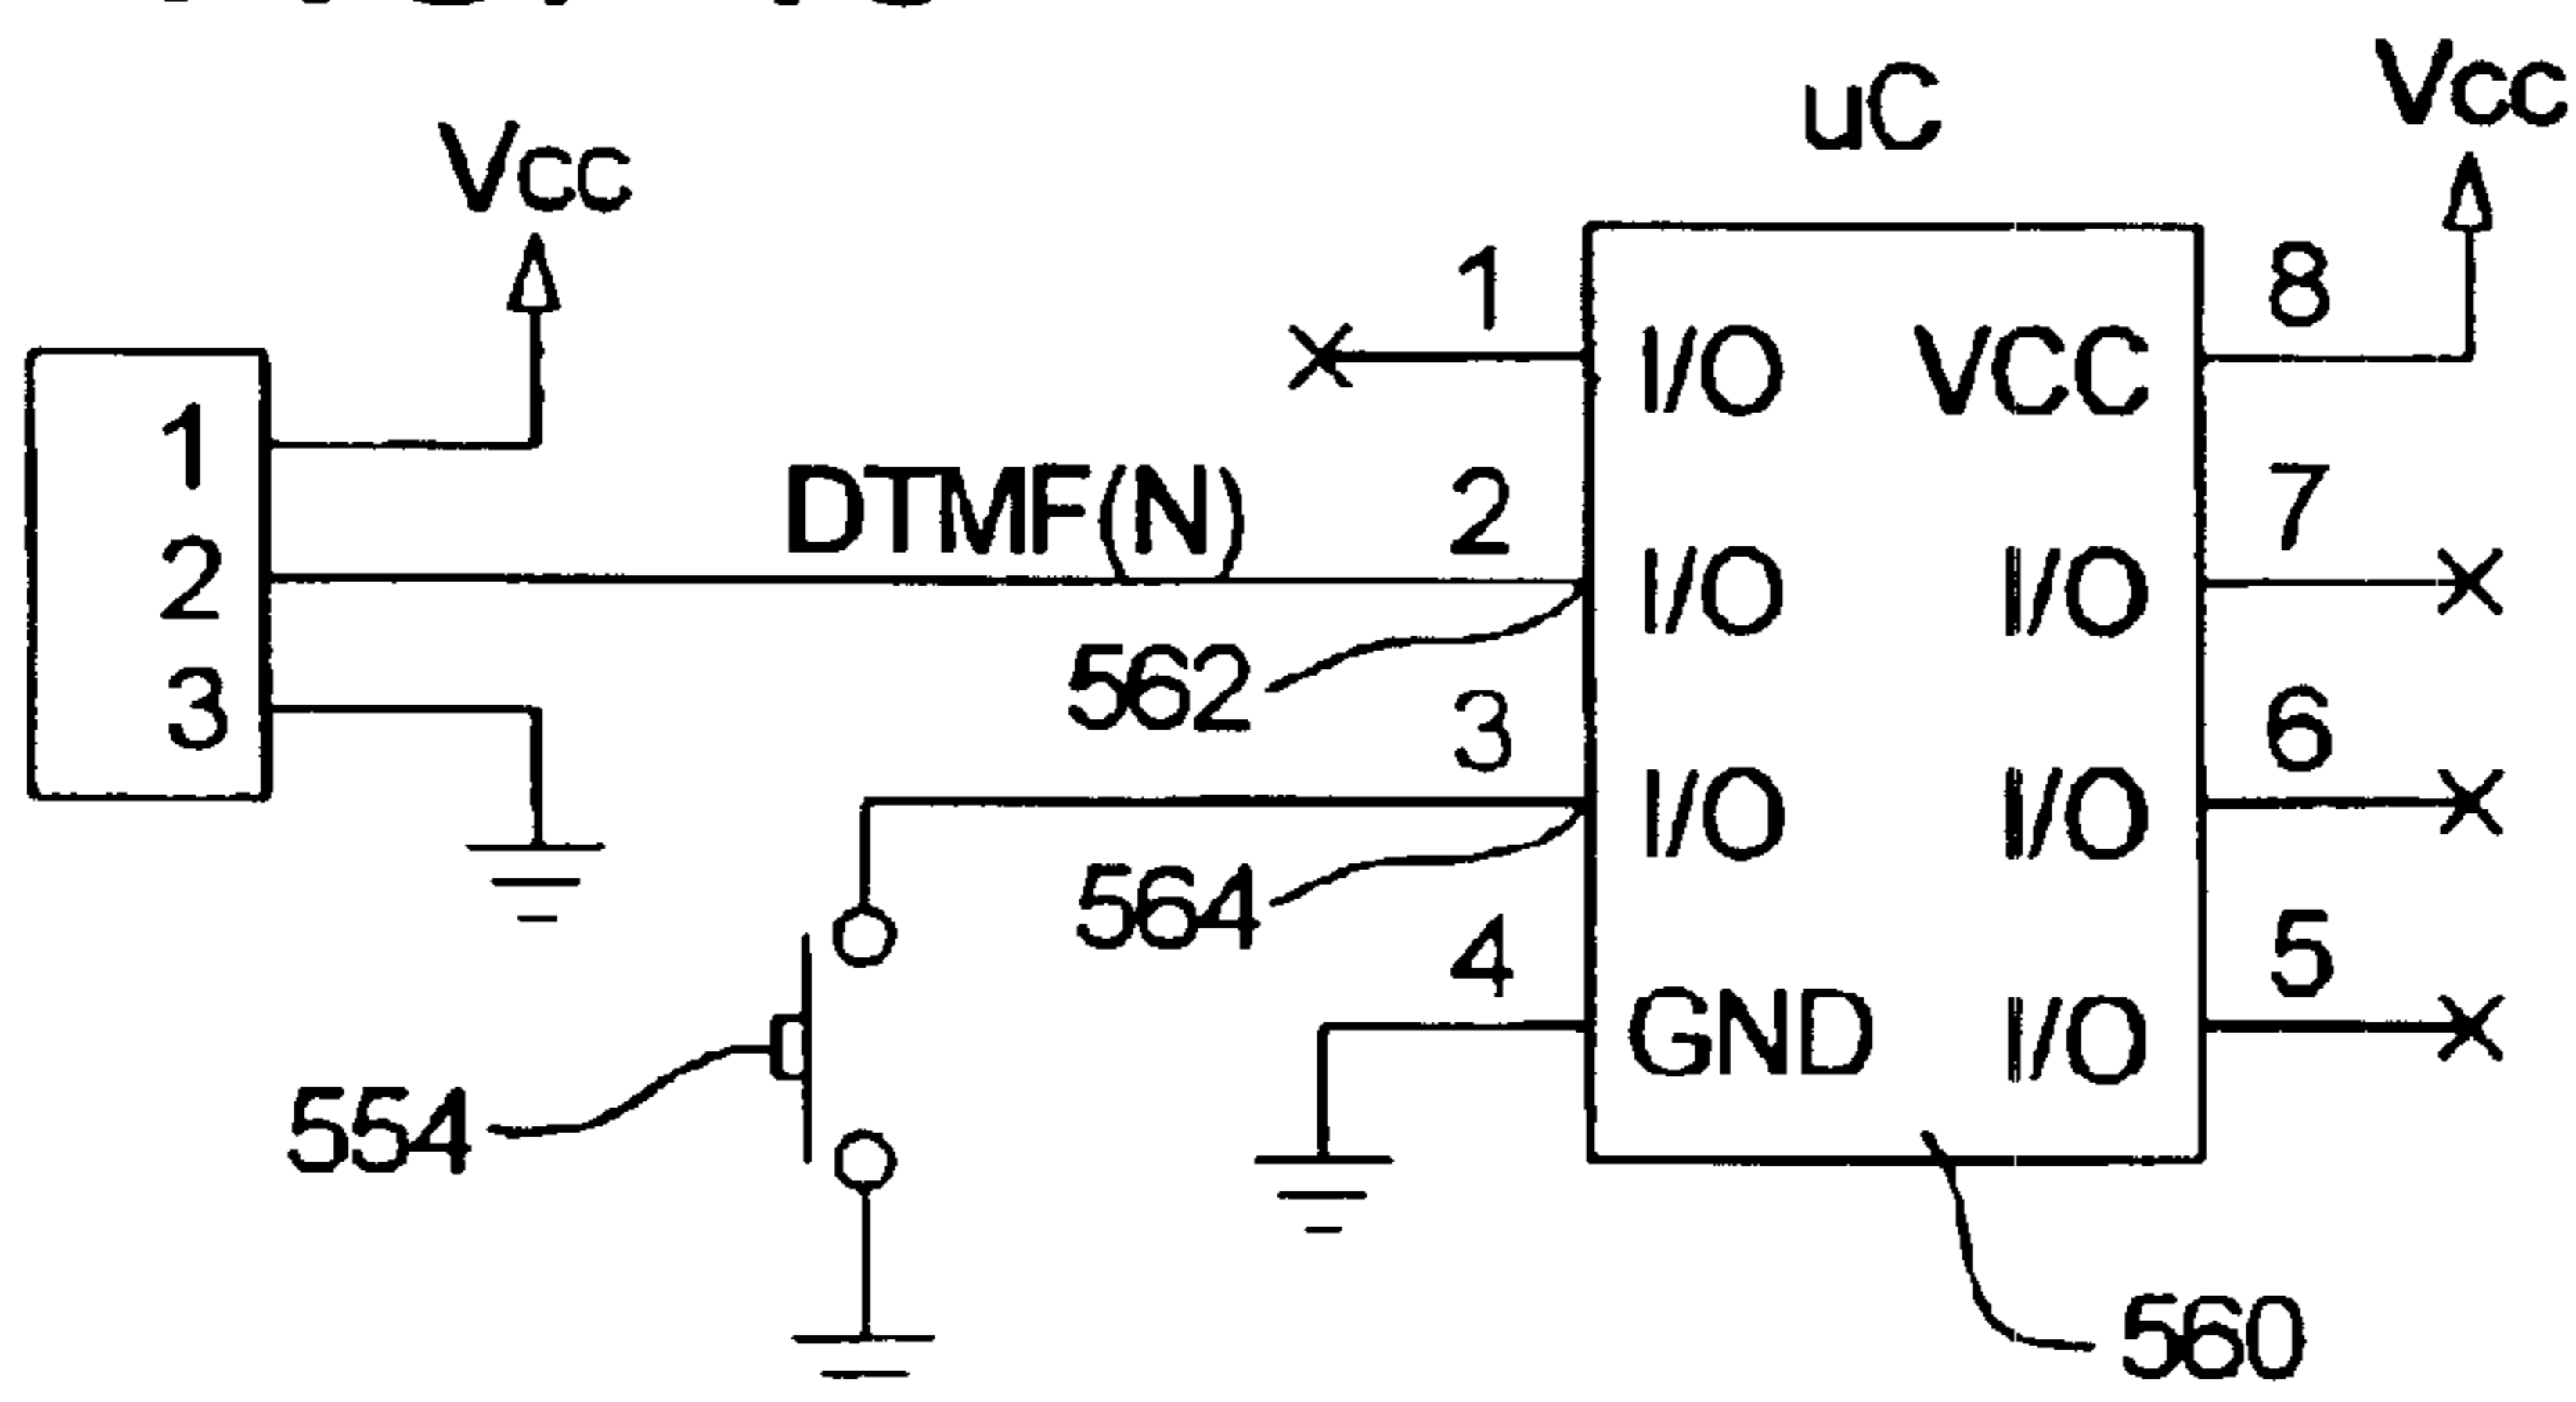 Vcc
1
2
3
DTMF(N)
uC
Vcc
1 I/O VCC 8
2 I/O I/O 7
562
3 I/O I/O 6
564
4 GND I/O 5
554
560